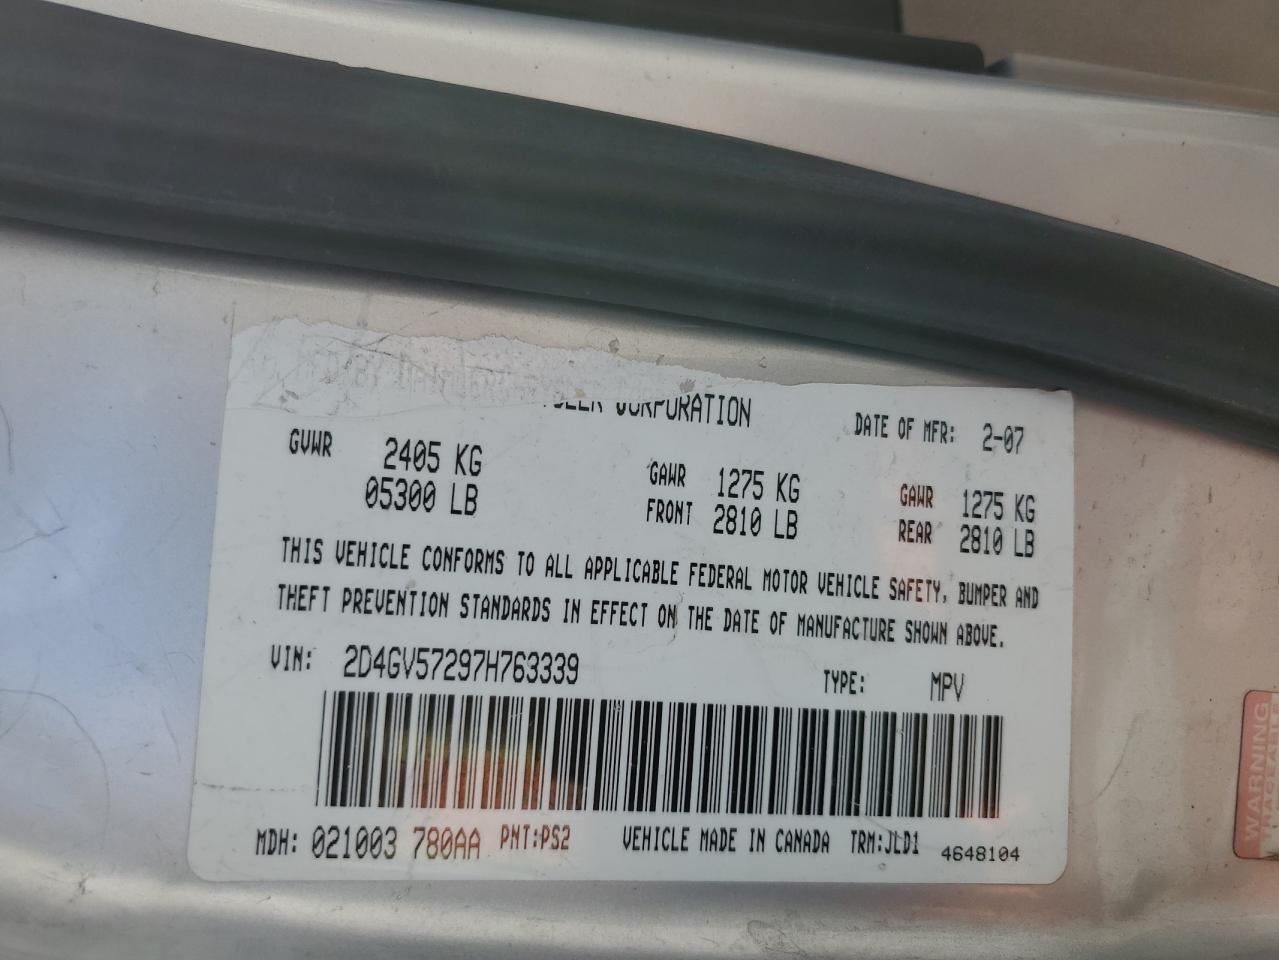 CORPORATION
DATE OF MFR: 2-07
GVWR 2405 KG
05300 LB
GAWR 1275 KG
FRONT 2810 LB
GAWR 1275 KG
REAR 2810 LB
THIS VEHICLE CONFORMS TO ALL APPLICABLE FEDERAL MOTOR VEHICLE SAFETY, BUMPER AND
THEFT PREVENTION STANDARDS IN EFFECT ON THE DATE OF MANUFACTURE SHOWN ABOVE.
VIN: 2D4GV57297H763339 TYPE: MPV
MDH: 021003 780AA PNT:PS2 VEHICLE MADE IN CANADA TRM:JLD1 4648104
WARNING